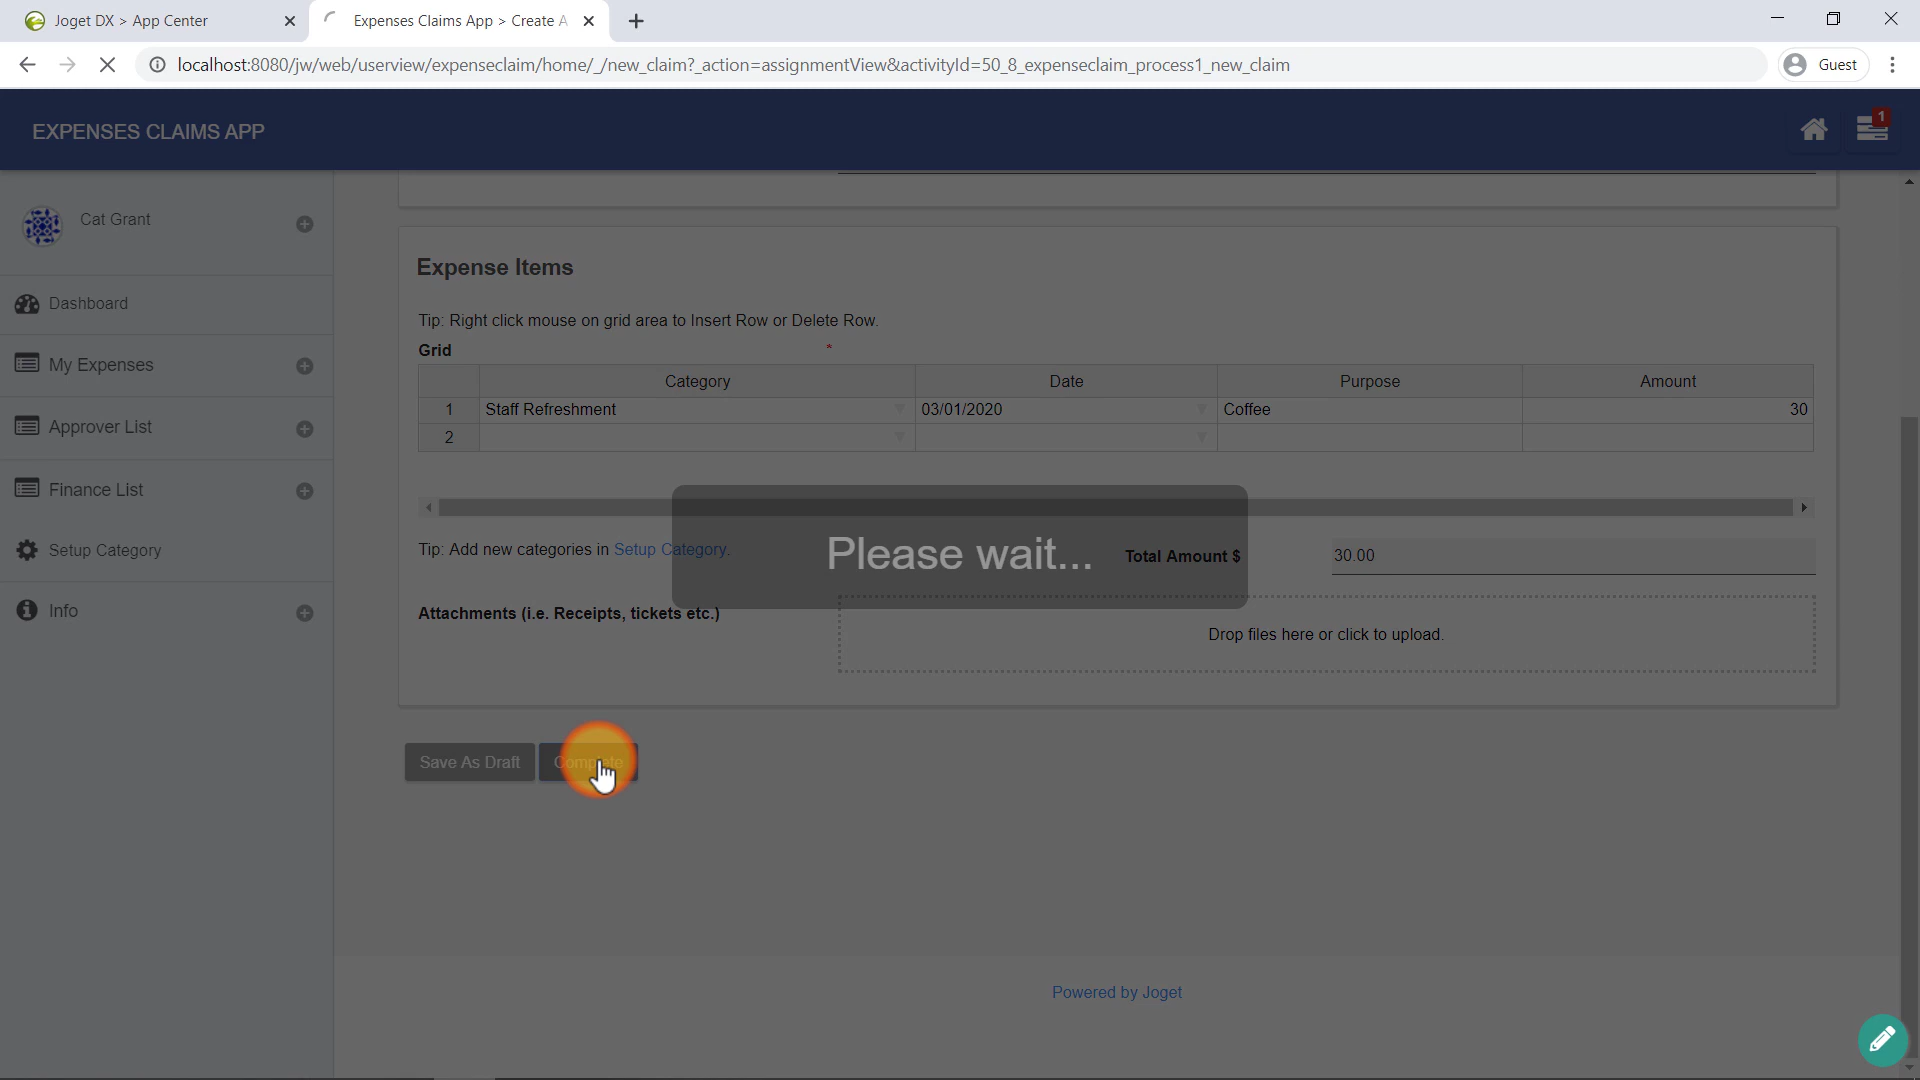 Joget DX > App Center
Expenses Claims App > Create A
localhost:8080/jw/web/userview/expenseclaim/home/_/new_claim?_action=assignmentView&activityId=50_8_expenseclaim_process1_new_claim
Guest
EXPENSES CLAIMS APP
1
Cat Grant
Dashboard
My Expenses
Approver List
Finance List
Setup Category
Info
Expense Items
Tip: Right click mouse on grid area to Insert Row or Delete Row.
Grid *
Category Date Purpose Amount
1 Staff Refreshment 03/01/2020 Coffee 30
2
Tip: Add new categories in Setup Category.
Please wait...
Total Amount $ 30.00
Attachments (i.e. Receipts, tickets etc.)
Drop files here or click to upload.
Save As Draft Complete
Powered by Joget